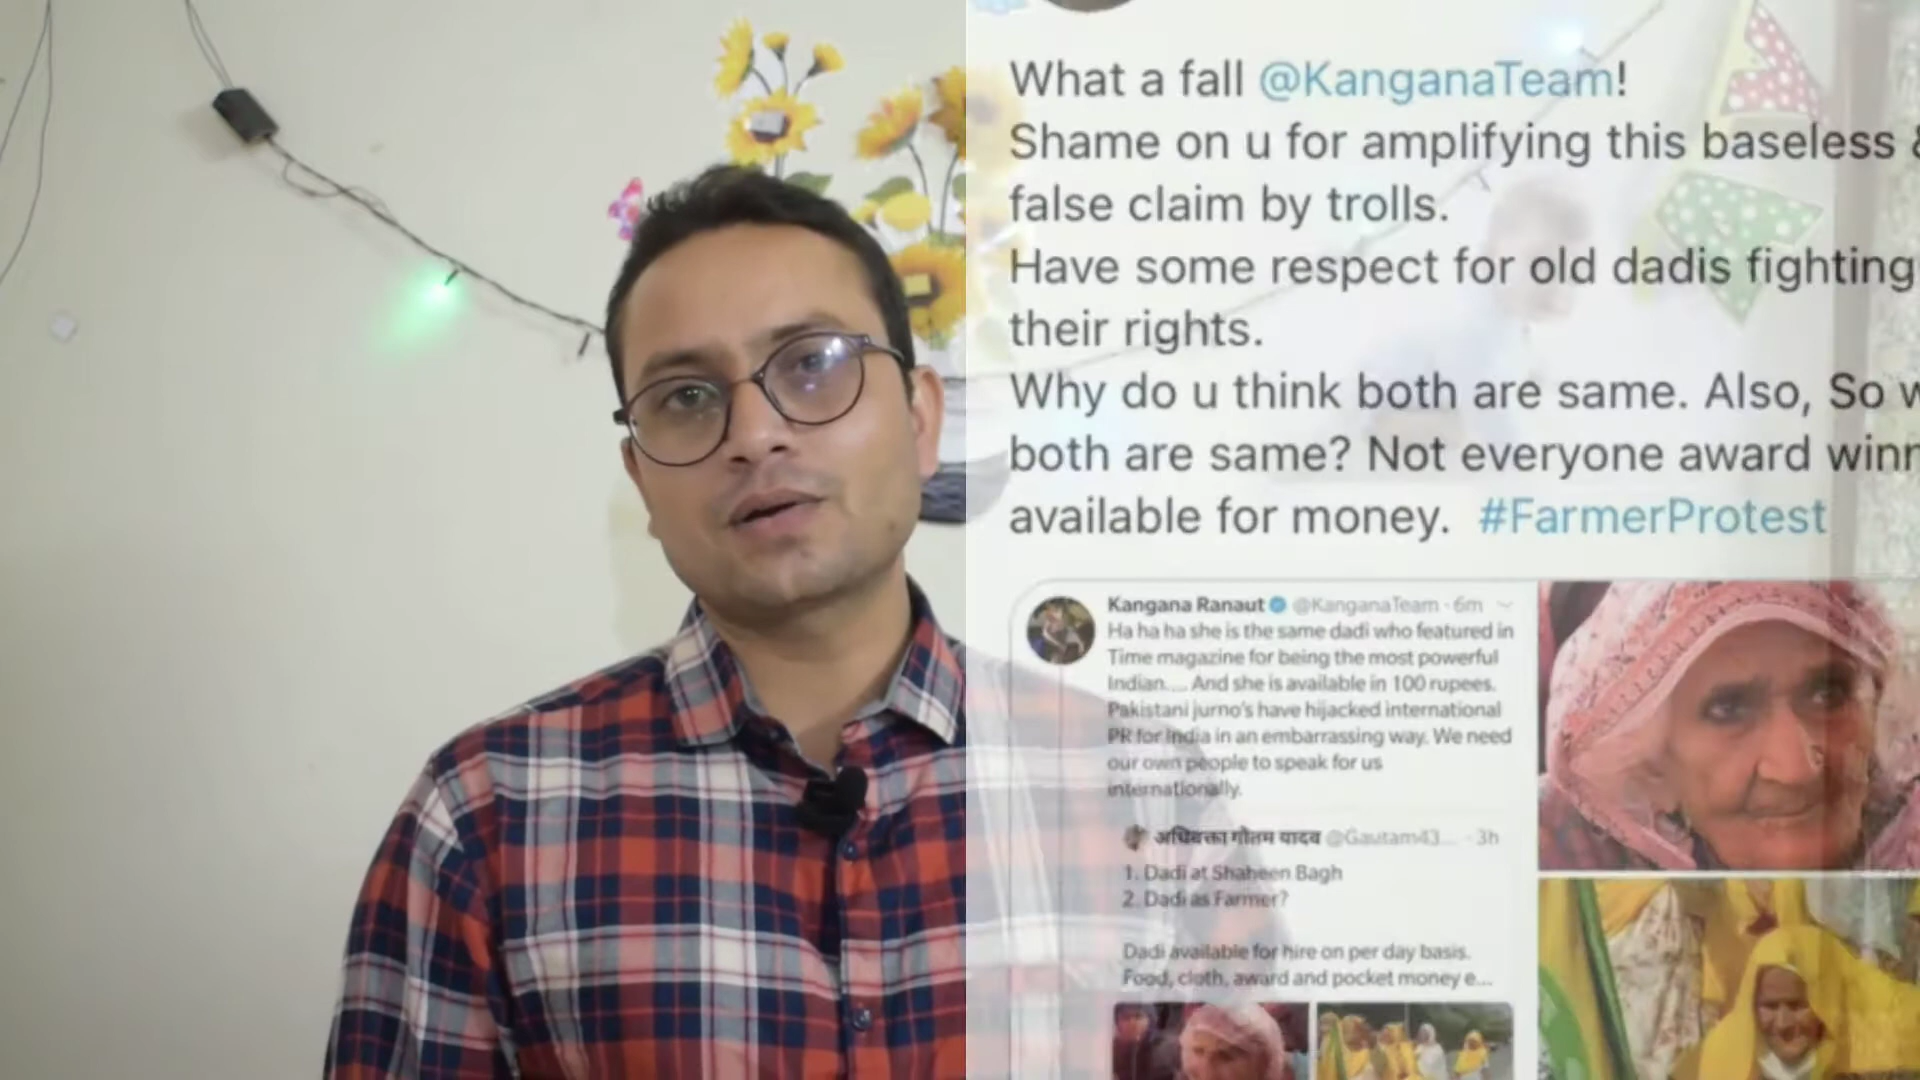 What a fall @KanganaTeam!
Shame on u for amplifying this baseless &
false claim by trolls.
Have some respect for old dadis fighting
their rights.
Why do u think both are same. Also, So w
both are same? Not everyone award winn
available for money. #FarmerProtest
Kangana Ranaut @KanganaTeam · 6m
Ha ha ha she is the same dadi who featured in
Time magazine for being the most powerful
Indian.... And she is available in 100 rupees.
Pakistani jurno's have hijacked international
PR for India in an embarrassing way. We need
our own people to speak for us
internationally.
अधिवक्ता गौतम यादव @Gautam43... · 3h
1. Dadi at Shaheen Bagh
2. Dadi as Farmer?
Dadi available for hire on per day basis.
Food, cloth, award and pocket money e...